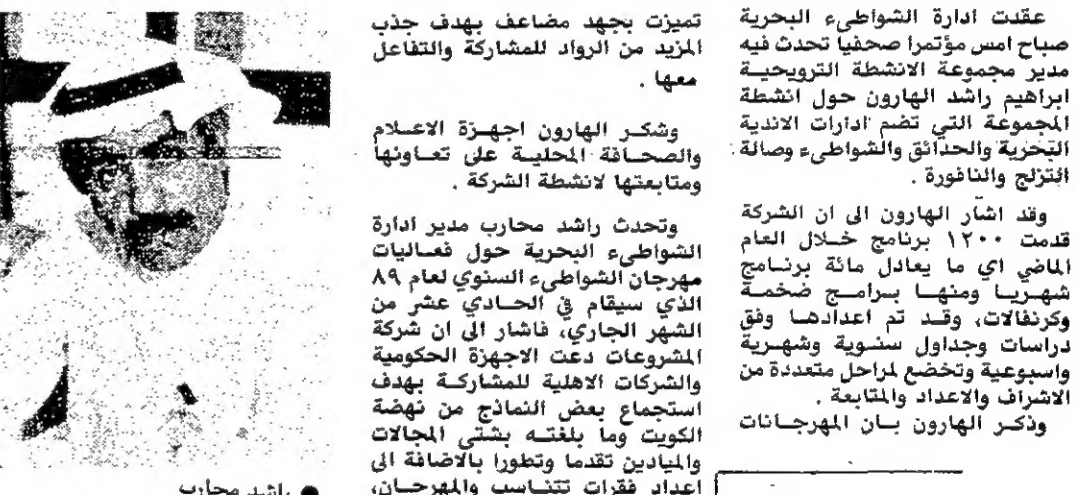 عقدت ادارة الشواطىء البحرية
صباح امس مؤتمرا صحفيا تحدث فيه
مدير مجموعة الانشطة الترويحية
ابراهيم راشد الهارون حول انشطة
المجموعة التي تضم ادارات الاندية
البحرية والحدائق والشواطىء وصالة
التزلج والنافورة .
وقد اشار الهارون الى ان الشركة
قدمت ١٢٠٠ برنامج خلال العام
الماضي اي ما يعادل مائة برنامج
شهريا ومنها برامج ضخمة
وكرنفالات، وقد تم اعدادها وفق
دراسات وجداول سنوية وشهرية
واسبوعية وتخضع لمراحل متعددة من
الاشراف والاعداد والمتابعة .
وذكر الهارون بان المهرجانات
تميزت بجهد مضاعف بهدف جذب
المزيد من الرواد للمشاركة والتفاعل
معها .
وشكر الهارون اجهزة الاعلام
والصحافة المحلية على تعاونها
ومتابعتها لانشطة الشركة .
وتحدث راشد محارب مدير ادارة
الشواطىء البحرية حول فعاليات
مهرجان الشواطىء السنوي لعام ٨٩
الذي سيقام في الحادي عشر من
الشهر الجاري، فاشار الى ان شركة
المشروعات دعت الاجهزة الحكومية
والشركات الاهلية للمشاركة بهدف
استجماع بعض النماذج من نهضة
الكويت وما بلغته بشتى المجالات
والميادين تقدما وتطورا بالاضافة الى
اعداد فقرات تتناسب والمهرجان،
● راشد محارب